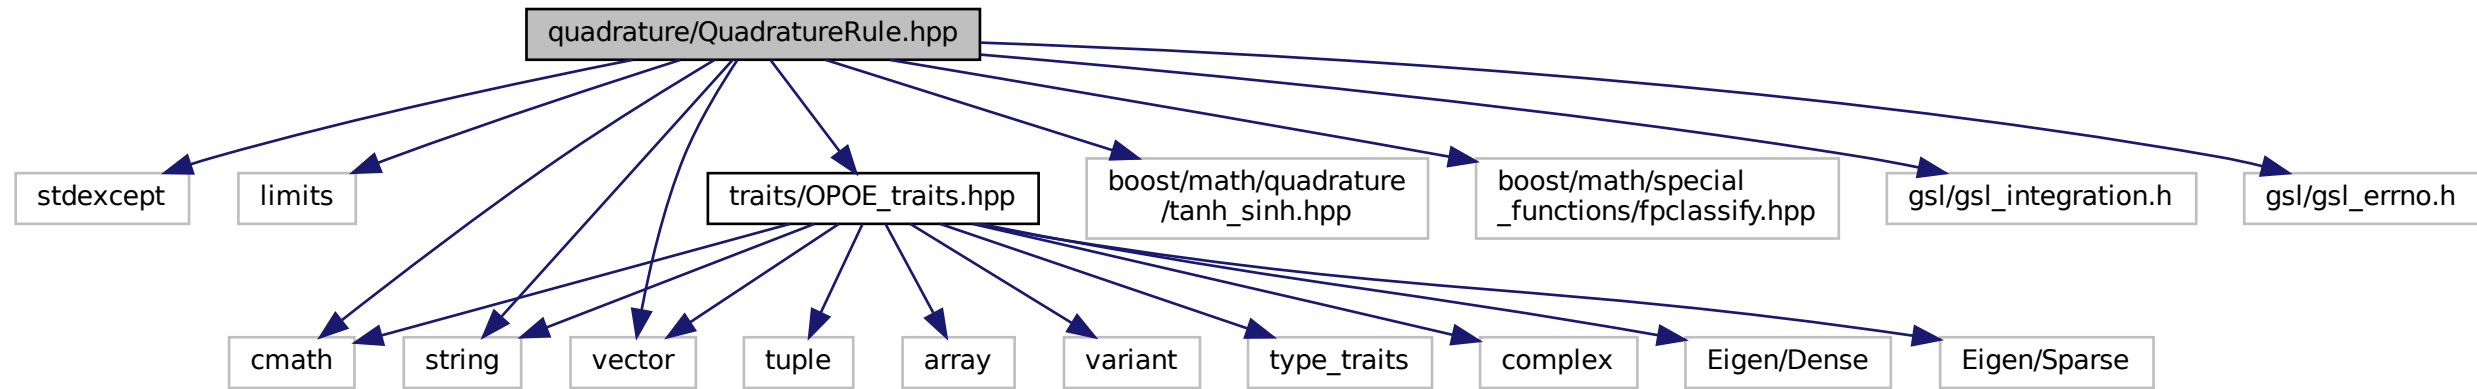 quadrature/QuadratureRule.hpp
stdexcept
limits
traits/OPOE_traits.hpp
boost/math/quadrature
/tanh_sinh.hpp
boost/math/special
_functions/fpclassify.hpp
gsl/gsl_integration.h
gsl/gsl_errno.h
cmath
string
vector
tuple
array
variant
type_traits
complex
Eigen/Dense
Eigen/Sparse